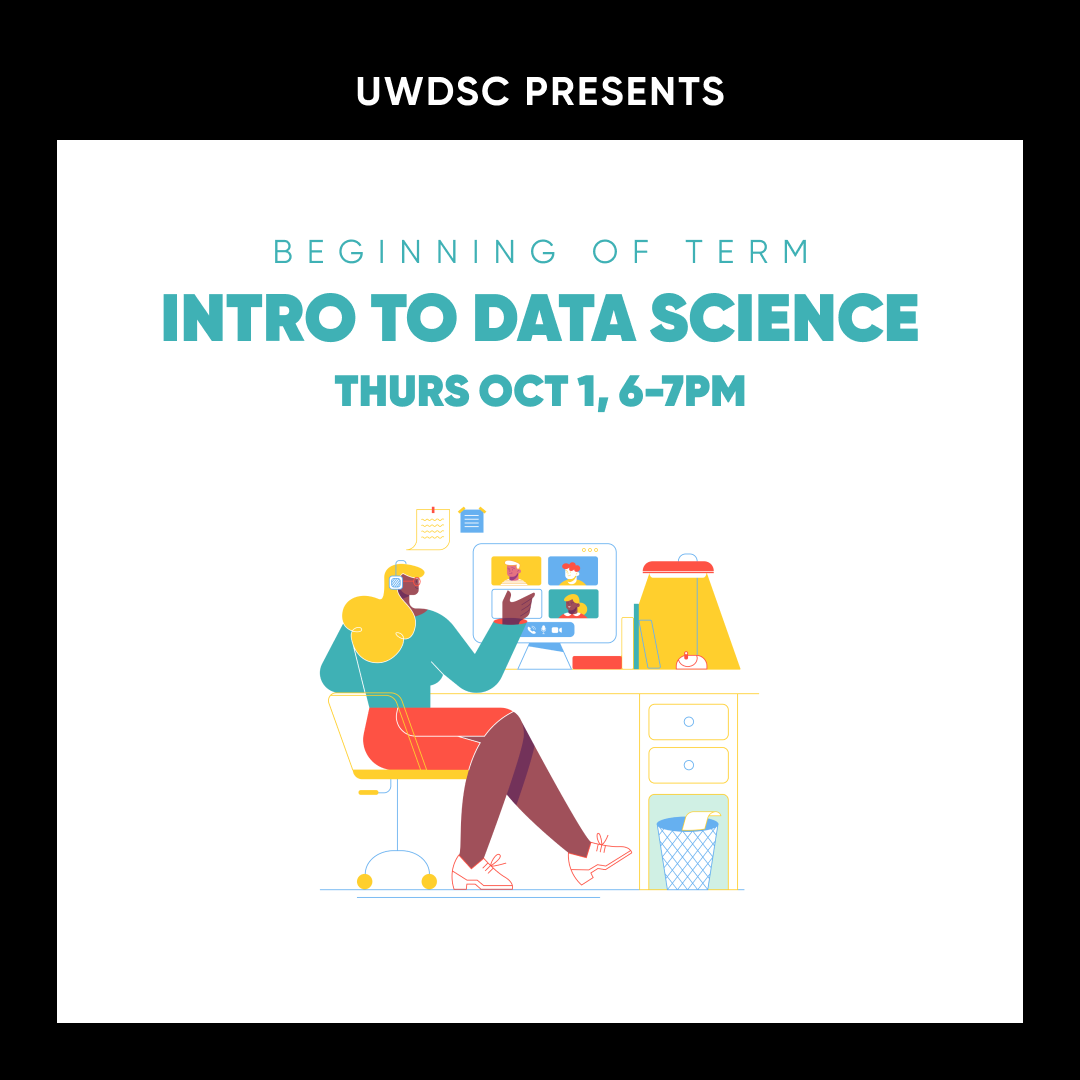 UWDSC PRESENTS
BEGINNING OF TERM
INTRO TO DATA SCIENCE
THURS OCT 1, 6-7PM